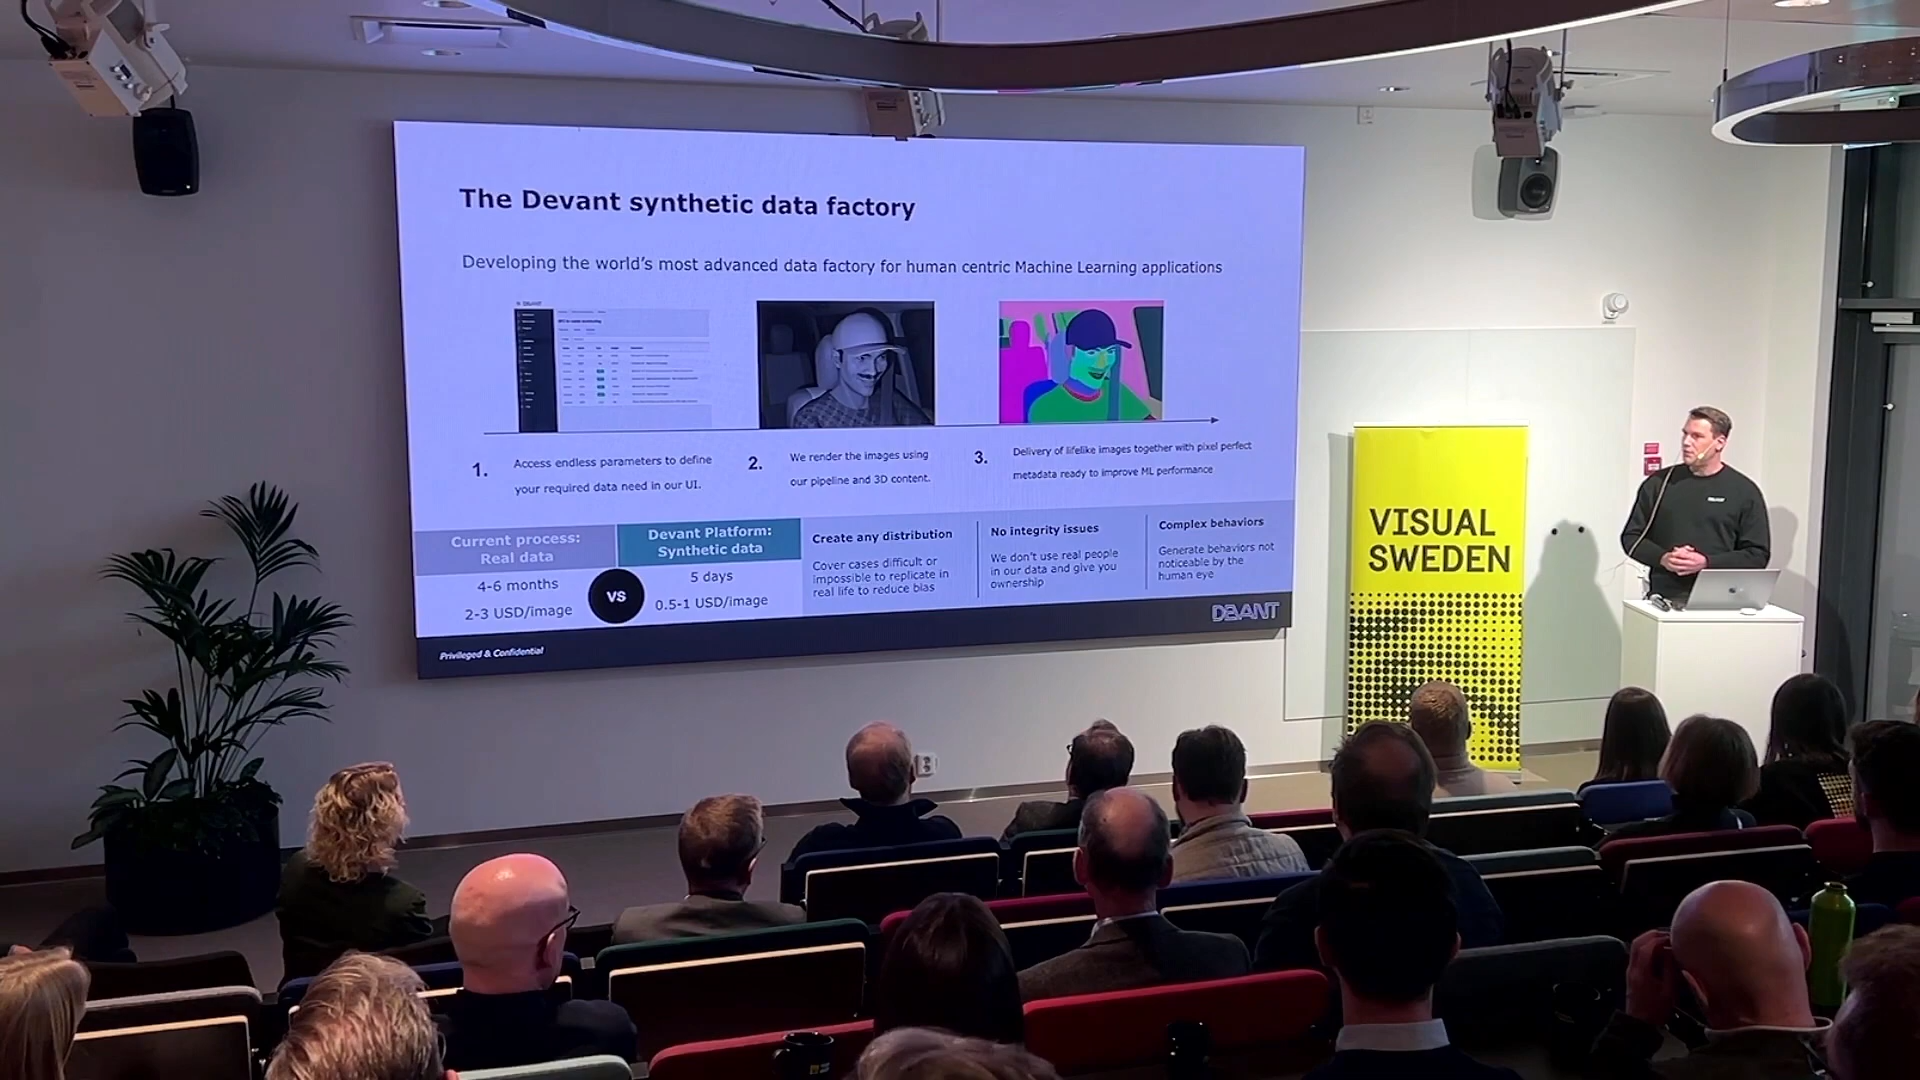 The Devant synthetic data factory
Developing the world's most advanced data factory for human centric Machine Learning applications
1.
Access endless parameters to define
your required data need in our UI.
2.
We render the images using
our pipeline and 3D content.
3.
Delivery of lifelike images together with pixel perfect
metadata ready to improve ML performance
Current process:
Real data
4-6 months
2-3 USD/image
VS
Devant Platform:
Synthetic data
5 days
0.5-1 USD/image
Create any distribution
Cover cases difficult or
impossible to replicate in
real life to reduce bias
No integrity issues
We don't use real people
in our data and give you
ownership
Complex behaviors
Generate behaviors not
noticeable by the
human eye
DEVANT
Privileged & Confidential
VISUAL
SWEDEN